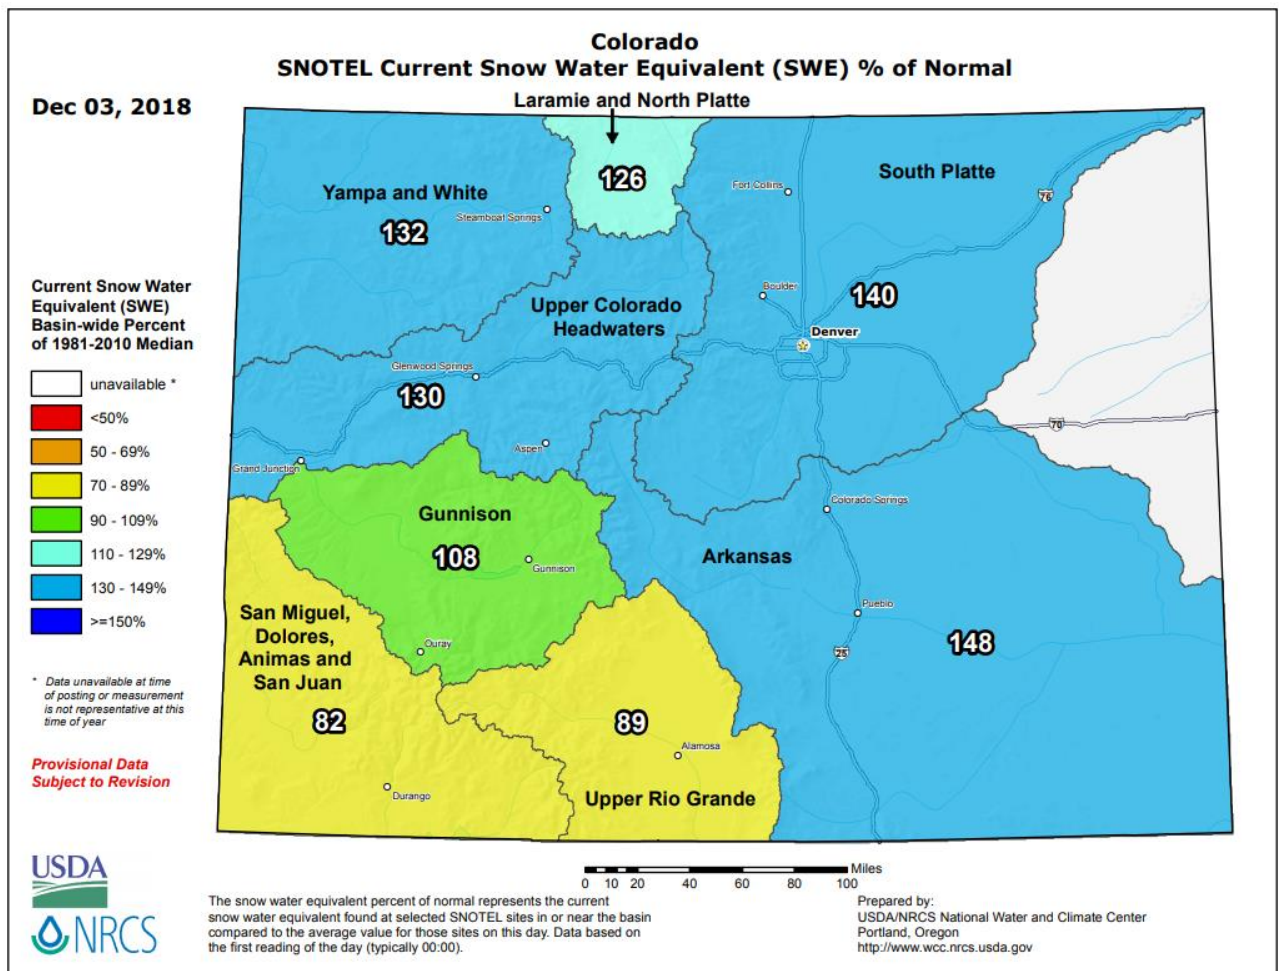 Colorado
SNOTEL Current Snow Water Equivalent (SWE) % of Normal
Dec 03, 2018
Laramie and North Platte
126
Yampa and White
132
Steamboat Springs
Fort Collins
South Platte
76
140
Boulder
Denver
Upper Colorado
Headwaters
Glenwood Springs
130
Aspen
Grand Junction
70
Colorado Springs
Gunnison
108
Gunnison
Arkansas
Pueblo
148
25
San Miguel,
Dolores,
Animas and
San Juan
82
Ouray
Durango
89
Alamosa
Upper Rio Grande
Current Snow Water
Equivalent (SWE)
Basin-wide Percent
of 1981-2010 Median
unavailable *
<50%
50 - 69%
70 - 89%
90 - 109%
110 - 129%
130 - 149%
>=150%
* Data unavailable at time
of posting or measurement
is not representative at this
time of year
Provisional Data
Subject to Revision
USDA
NRCS
Miles
0 10 20 40 60 80 100
The snow water equivalent percent of normal represents the current
snow water equivalent found at selected SNOTEL sites in or near the basin
compared to the average value for those sites on this day. Data based on
the first reading of the day (typically 00:00).
Prepared by:
USDA/NRCS National Water and Climate Center
Portland, Oregon
http://www.wcc.nrcs.usda.gov